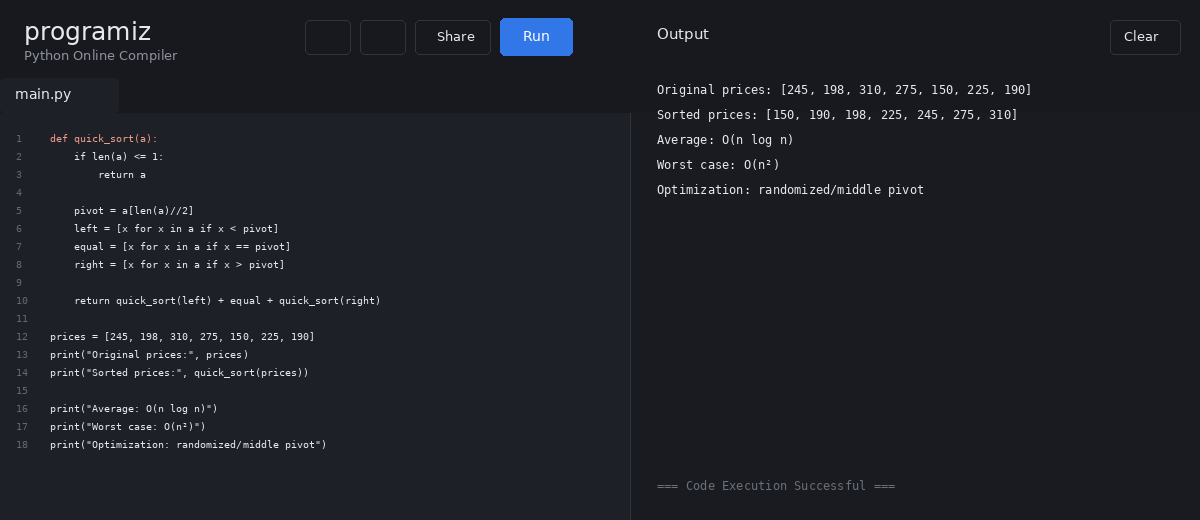 programiz
Python Online Compiler
Share
Run
main.py
1 def quick_sort(a):
2     if len(a) <= 1:
3         return a
4
5     pivot = a[len(a)//2]
6     left = [x for x in a if x < pivot]
7     equal = [x for x in a if x == pivot]
8     right = [x for x in a if x > pivot]
9
10     return quick_sort(left) + equal + quick_sort(right)
11
12 prices = [245, 198, 310, 275, 150, 225, 190]
13 print("Original prices:", prices)
14 print("Sorted prices:", quick_sort(prices))
15
16 print("Average: O(n log n)")
17 print("Worst case: O(n²)")
18 print("Optimization: randomized/middle pivot")
Output
Clear
Original prices: [245, 198, 310, 275, 150, 225, 190]
Sorted prices: [150, 190, 198, 225, 245, 275, 310]
Average: O(n log n)
Worst case: O(n²)
Optimization: randomized/middle pivot
=== Code Execution Successful ===